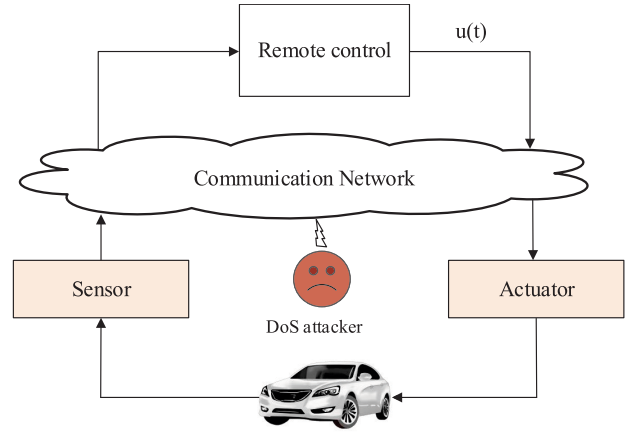 Remote control
u(t)
Communication Network
Sensor
Actuator
DoS attacker